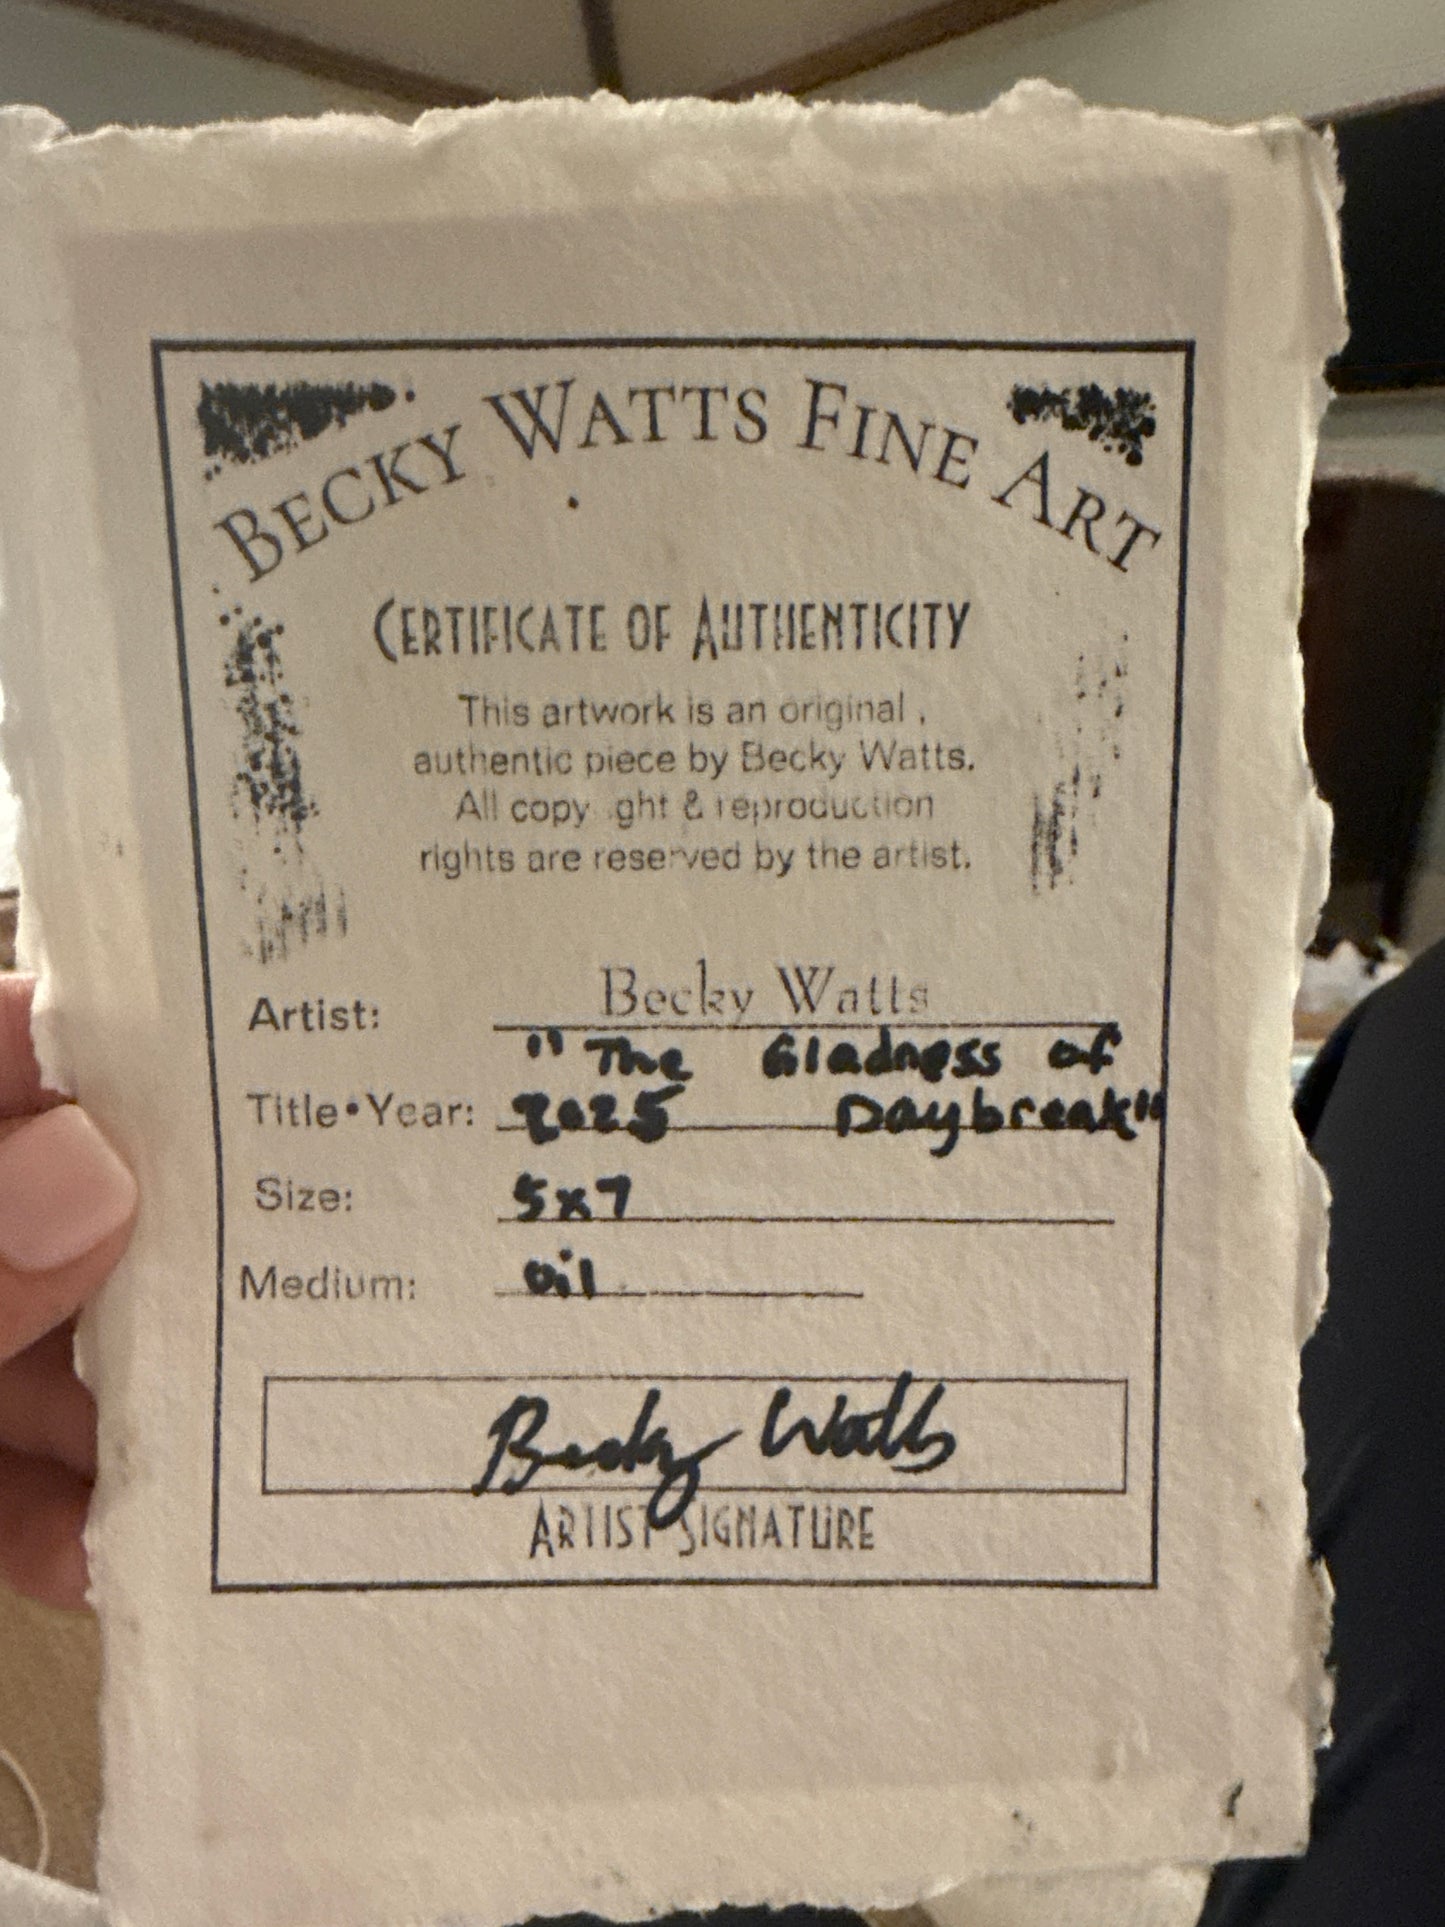 BECKY WATTS FINE ART
CERTIFICATE OF AUTHENTICITY
This artwork is an original,
authentic piece by Becky Watts.
All copyright & reproduction
rights are reserved by the artist.
Artist: Becky Watts
"The Gladness of
Title•Year: 2025 Daybreak"
Size: 5x7
Medium: oil
Becky Watts
ARTIST SIGNATURE